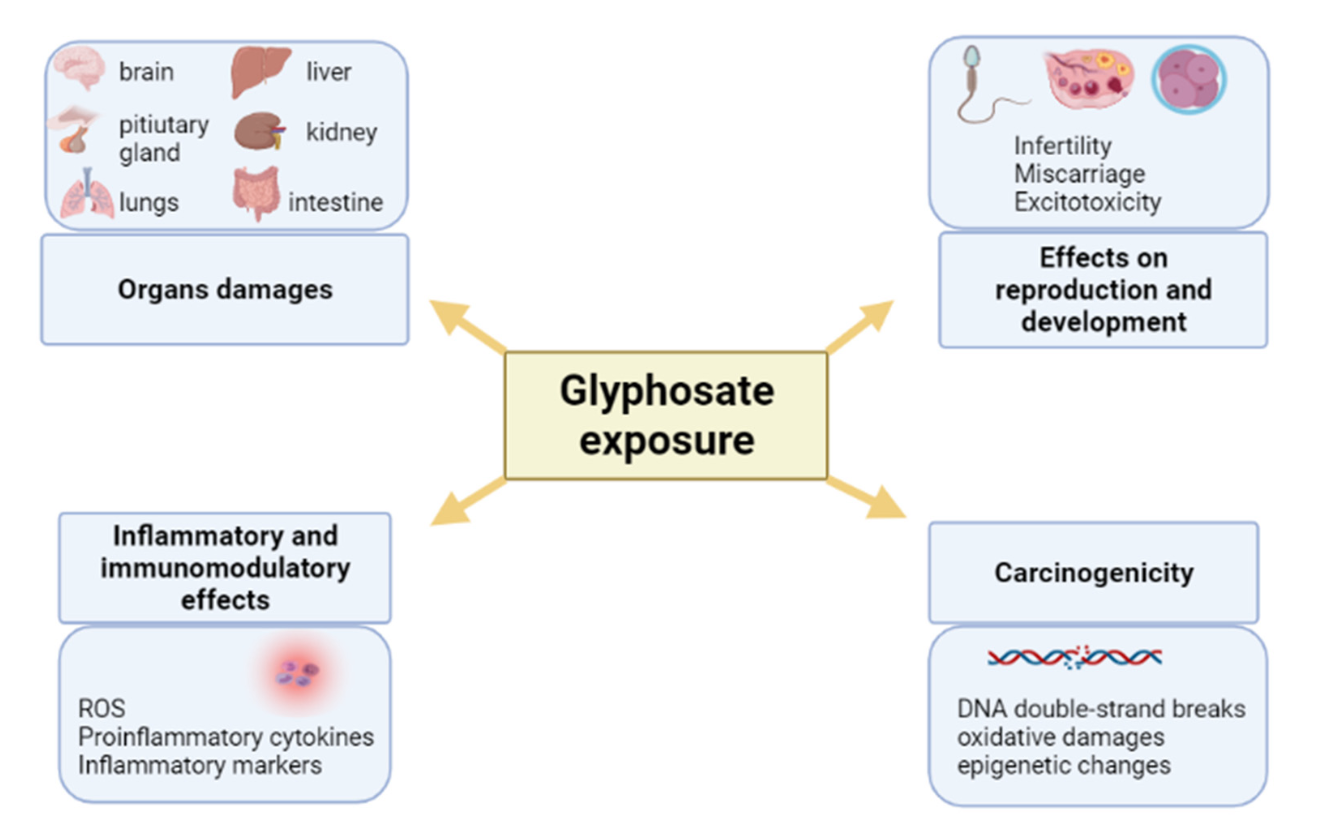 brain
liver
pitiutary
gland
kidney
lungs
intestine
Organs damages
Infertility
Miscarriage
Excitotoxicity
Effects on
reproduction and
development
Glyphosate
exposure
Inflammatory and
immunomodulatory
effects
ROS
Proinflammatory cytokines
Inflammatory markers
Carcinogenicity
DNA double-strand breaks
oxidative damages
epigenetic changes